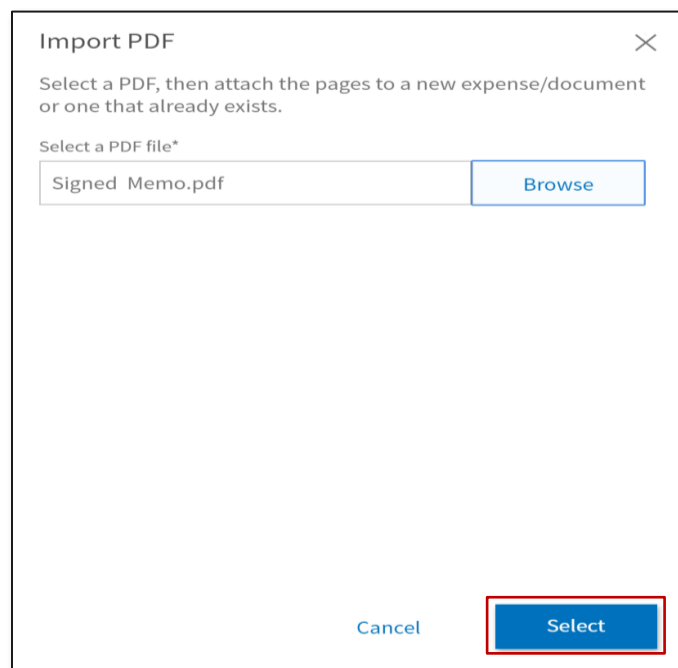 Import PDF
Select a PDF, then attach the pages to a new expense/document
or one that already exists.
Select a PDF file*
Signed Memo.pdf
Browse
Cancel
Select